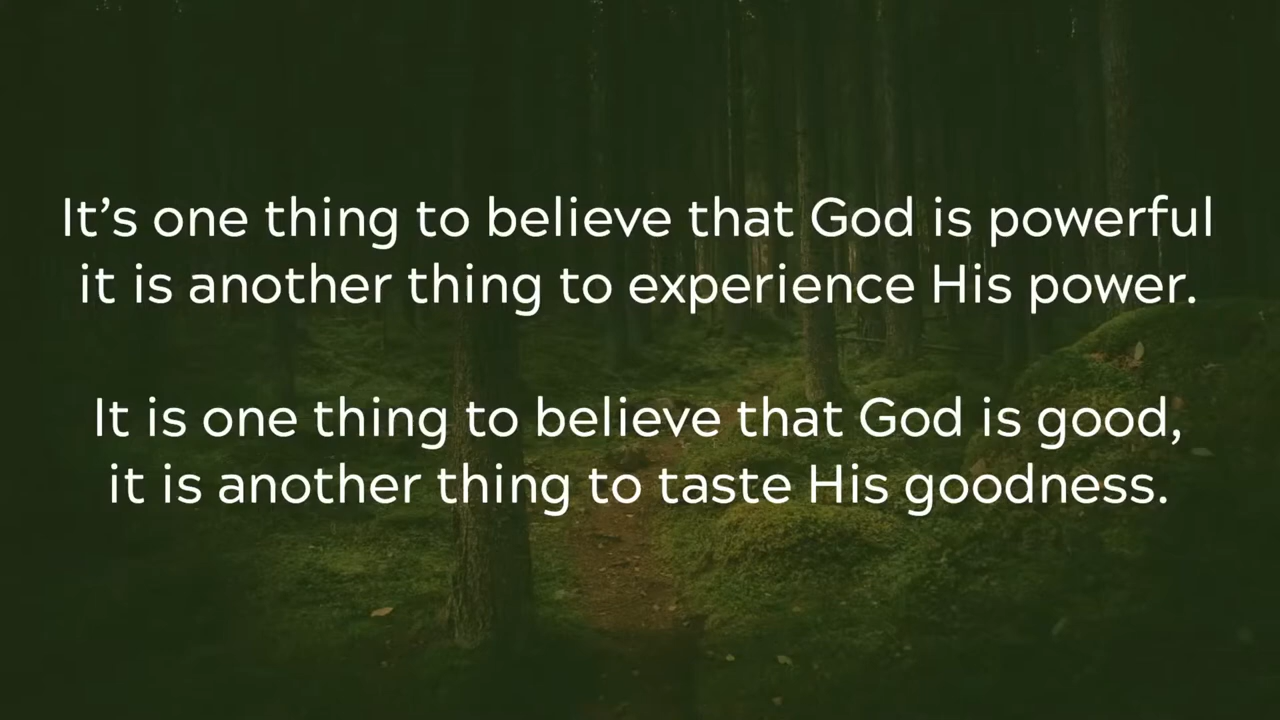 It’s one thing to believe that God is powerful
it is another thing to experience His power.
It is one thing to believe that God is good,
it is another thing to taste His goodness.